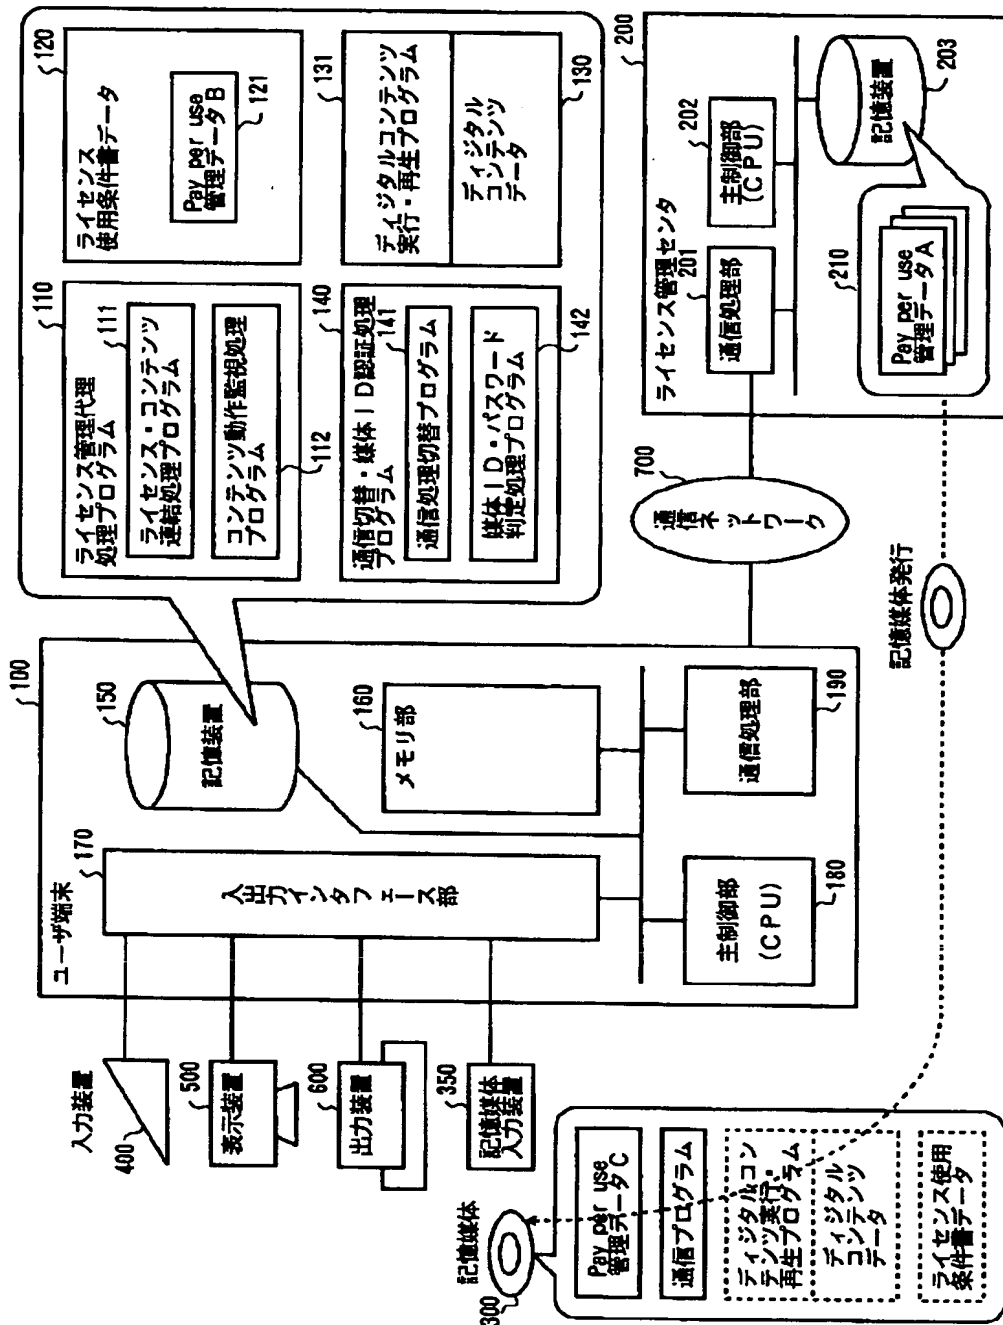 入力装置
400
500
表示装置
600
出力装置
350
記憶媒体
入力装置
記憶媒体
300
Pay per use
管理データC
通信プログラム
ディジタルコン
テンツ実行・
再生プログラム
ディジタル
コンテンツ
データ
ライセンス使用
条件書データ
ユーザ端末
100
170
入出力インタフェース部
150
記憶装置
160
メモリ部
主制御部
(CPU)
180
通信処理部
190
ライセンス管理代理
処理プログラム
110
111
ライセンス・コンテンツ
連結処理プログラム
コンテンツ動作監視処理
プログラム
112
ライセンス
使用条件書データ
120
Pay per use
管理データB
121
通信切替・媒体ID認証処理
プログラム
140
141
通信処理切替プログラム
媒体ID・パスワード
判定処理プログラム
142
131
ディジタルコンテンツ
実行・再生プログラム
ディジタル
コンテンツ
データ
130
700
通信ネットワーク
記憶媒体発行
ライセンス管理センタ
200
201
通信処理部
202
主制御部
(CPU)
記憶装置
203
210
Pay per use
管理データA